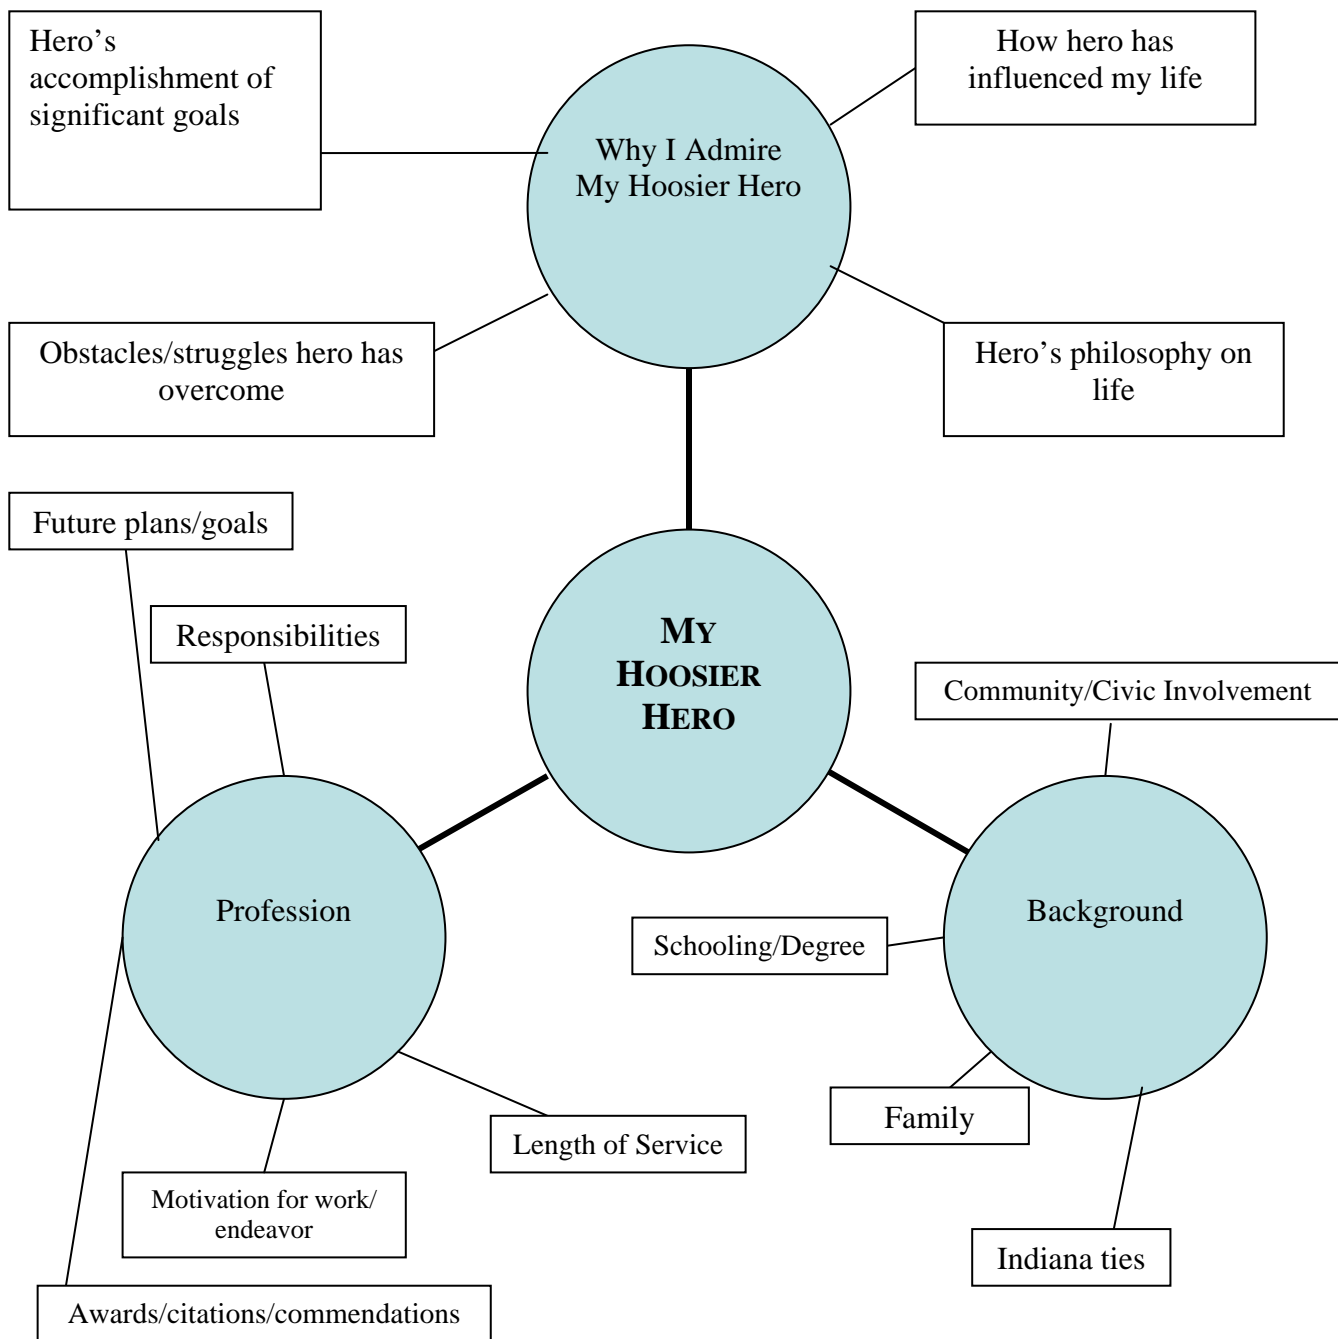 Hero’s
accomplishment of
significant goals
How hero has
influenced my life
Why I Admire
My Hoosier Hero
Obstacles/struggles hero has
overcome
Hero’s philosophy on
life
Future plans/goals
Responsibilities
MY
HOOSIER
HERO
Community/Civic Involvement
Profession
Background
Schooling/Degree
Family
Length of Service
Motivation for work/
endeavor
Indiana ties
Awards/citations/commendations